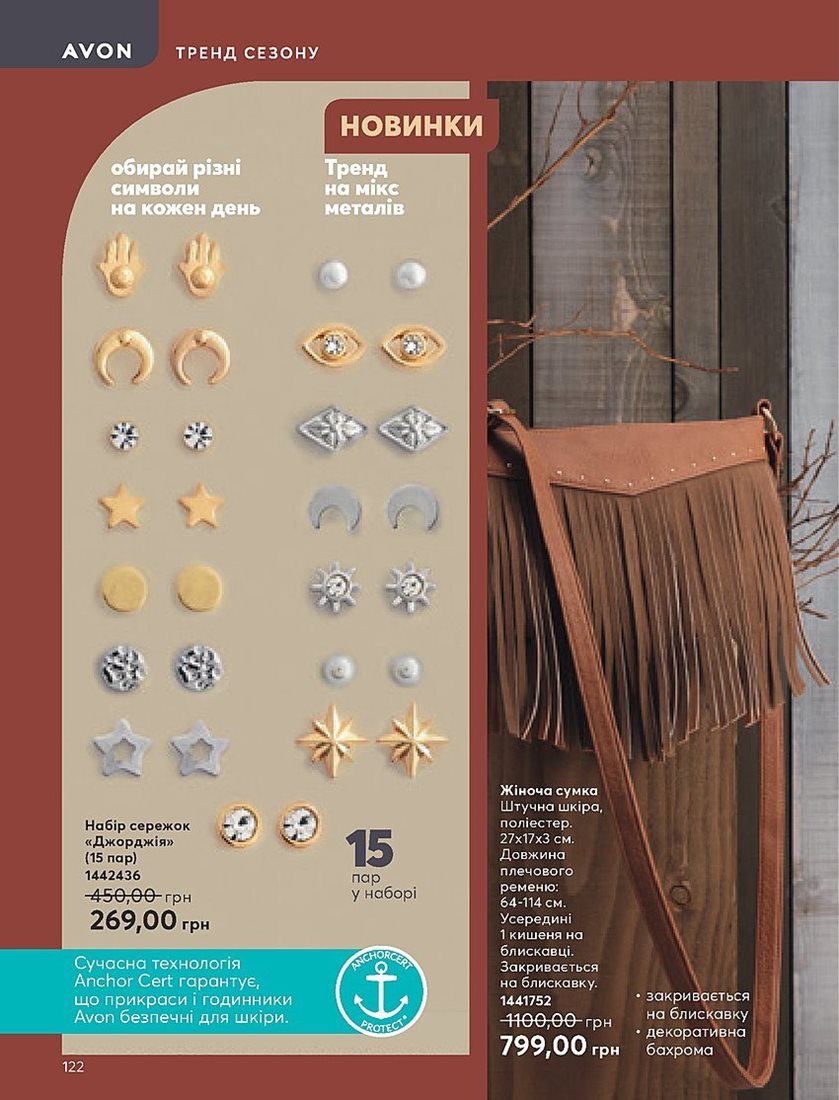 AVON
ТРЕНД СЕЗОНУ
НОВИНКИ
обирай різні
символи
на кожен день
Тренд
на мікс
металів
Набір сережок
«Джорджія»
(15 пар)
1442436
450,00 грн
269,00 грн
15
пар
у наборі
Сучасна технологія
Anchor Cert гарантує,
що прикраси і годинники
Avon безпечні для шкіри.
ANCHORCERT
PROTECT®
Жіноча сумка
Штучна шкіра,
поліестер.
27х17х3 см.
Довжина
плечового
ременю:
64-114 см.
Усередині
1 кишеня на
блискавці.
Закривається
на блискавку.
1441752
1100,00 грн
799,00 грн
• закривається
на блискавку
• декоративна
бахрома
122